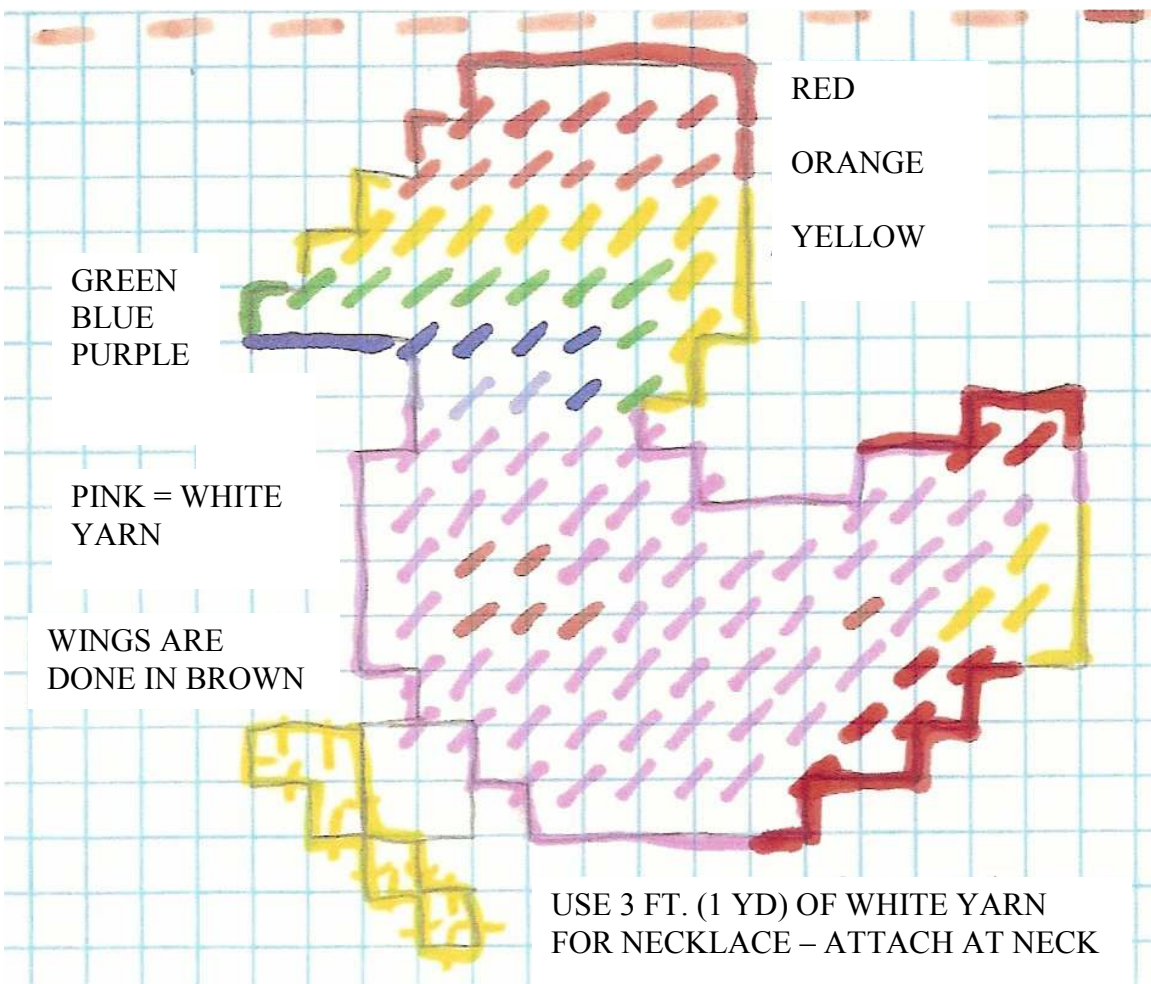 RED
ORANGE
YELLOW
GREEN
BLUE
PURPLE
PINK = WHITE
YARN
WINGS ARE
DONE IN BROWN
USE 3 FT. (1 YD) OF WHITE YARN
FOR NECKLACE – ATTACH AT NECK